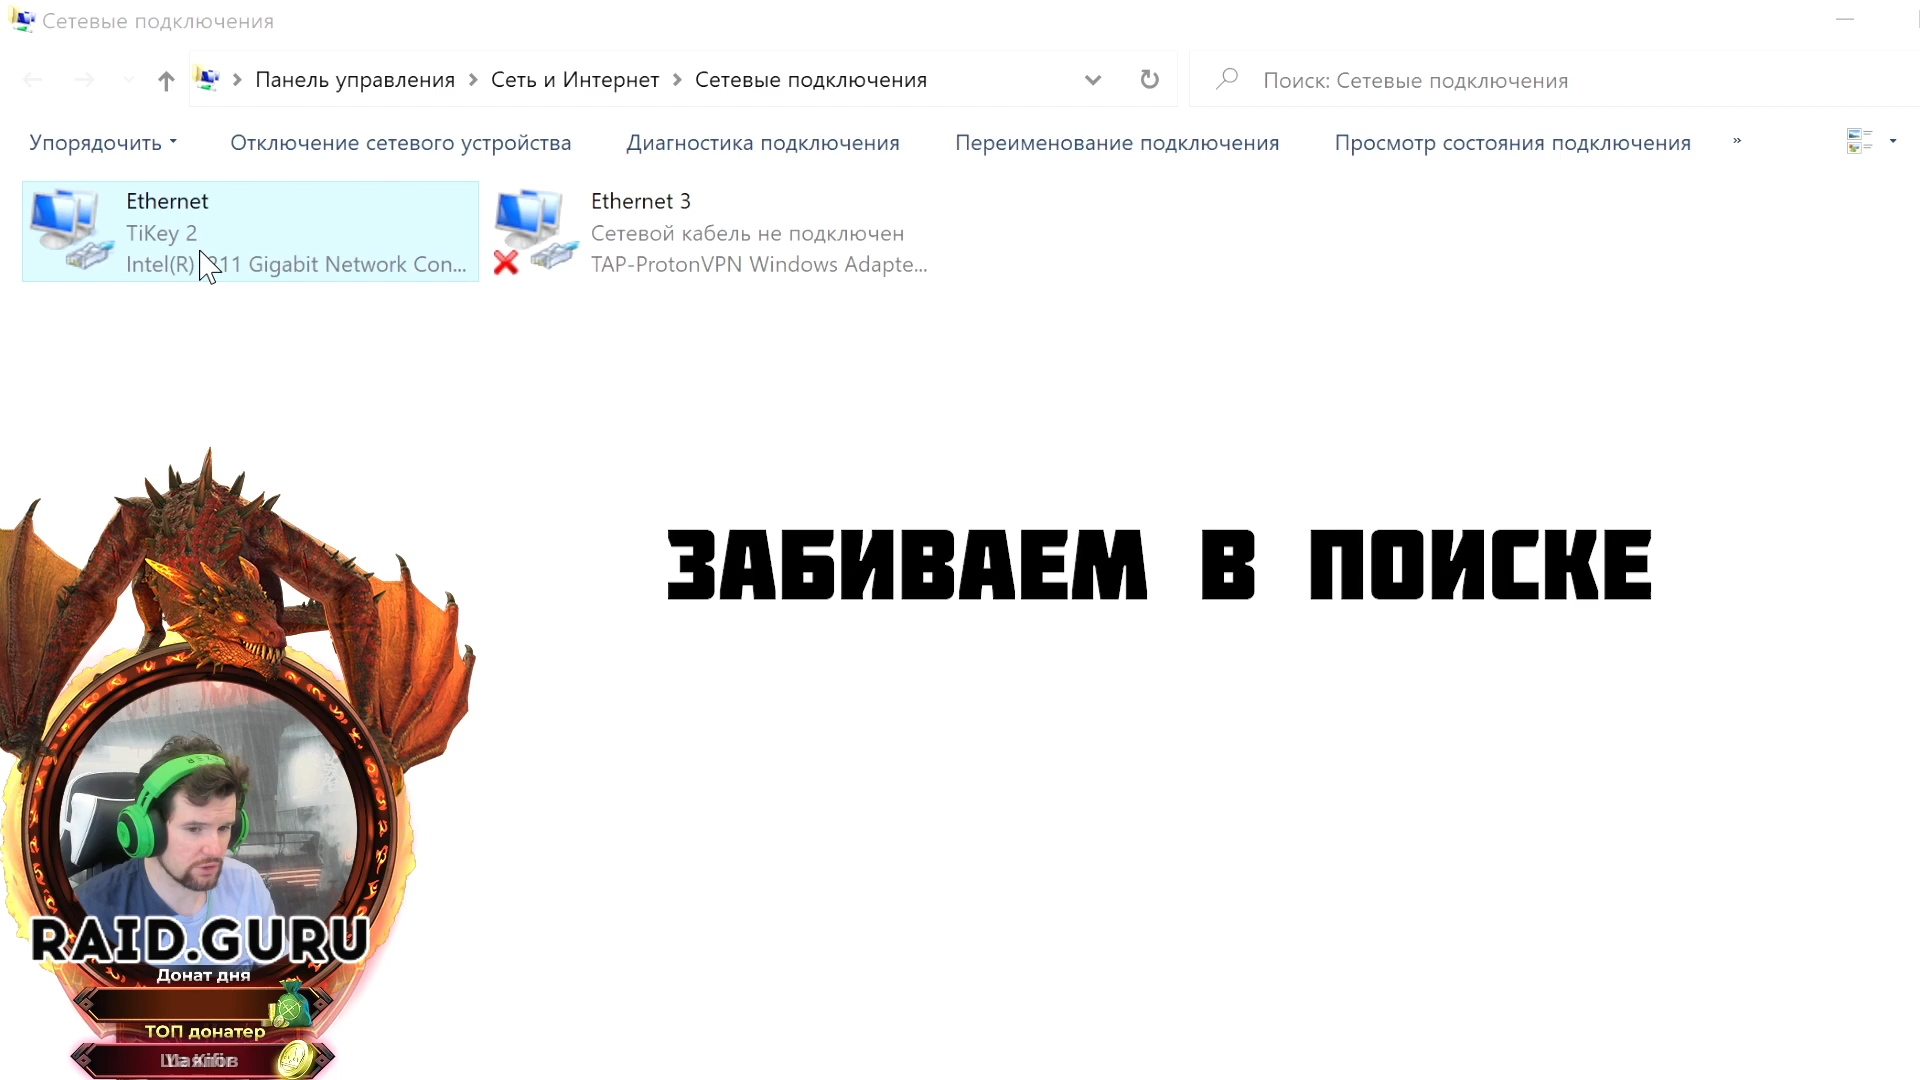 Сетевые подключения
Панель управления > Сеть и Интернет > Сетевые подключения
Поиск: Сетевые подключения
Упорядочить
Отключение сетевого устройства
Диагностика подключения
Переименование подключения
Просмотр состояния подключения
»
Ethernet
TiKey 2
Intel(R) 211 Gigabit Network Con...
Ethernet 3
Сетевой кабель не подключен
TAP-ProtonVPN Windows Adapte...
ЗАБИВАЕМ В ПОИСКЕ
RAID.GURU
Донат дня
ТОП донатер